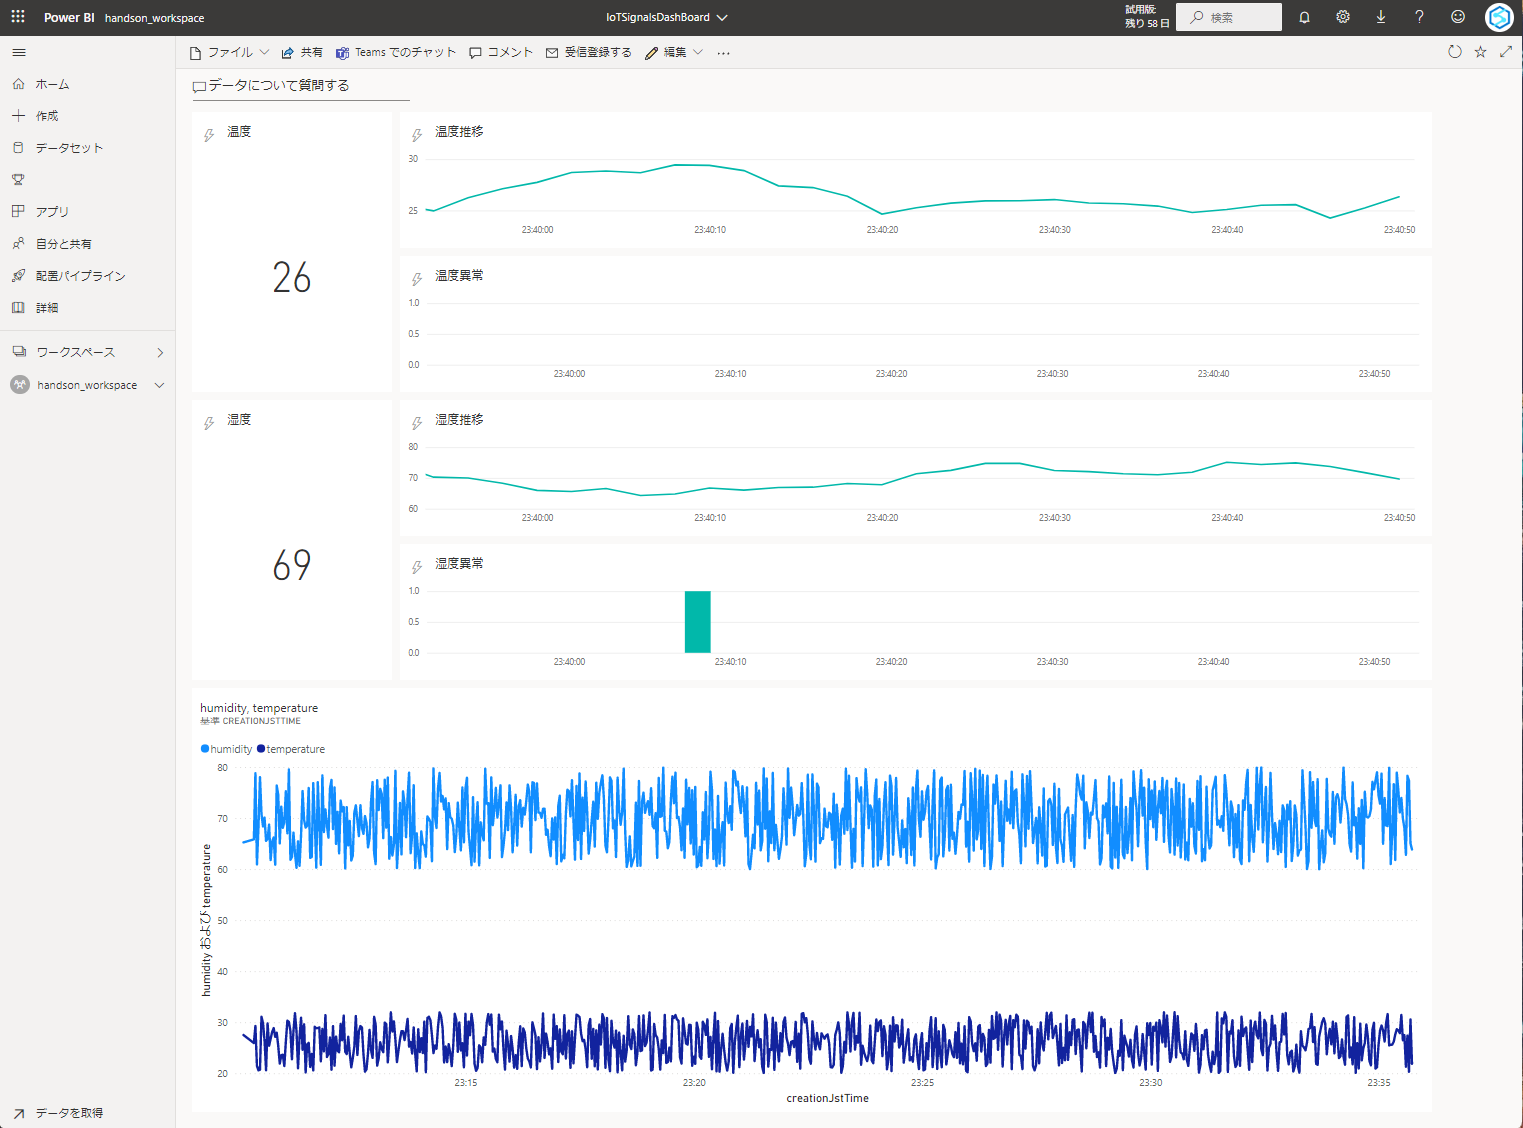 Power BI handson_workspace
IoTSignalsDashBoard
試用版:
残り 58 日
検索
ファイル 共有 Teams でのチャット コメント 受信登録する 編集 ...
ホーム
作成
データセット
アプリ
自分と共有
配置パイプライン
詳細
ワークスペース
handson_workspace
データを取得
データについて質問する
温度
26
温度推移
30
25
23:40:00 23:40:10 23:40:20 23:40:30 23:40:40 23:40:50
温度異常
1.0
0.5
0.0
23:40:00 23:40:10 23:40:20 23:40:30 23:40:40 23:40:50
湿度
69
湿度推移
80
70
60
23:40:00 23:40:10 23:40:20 23:40:30 23:40:40 23:40:50
湿度異常
1.0
0.5
0.0
23:40:00 23:40:10 23:40:20 23:40:30 23:40:40 23:40:50
humidity, temperature
基準 CREATIONJSTTIME
humidity temperature
humidity および temperature
80
70
60
50
40
30
20
23:15 23:20 23:25 23:30 23:35
creationJstTime